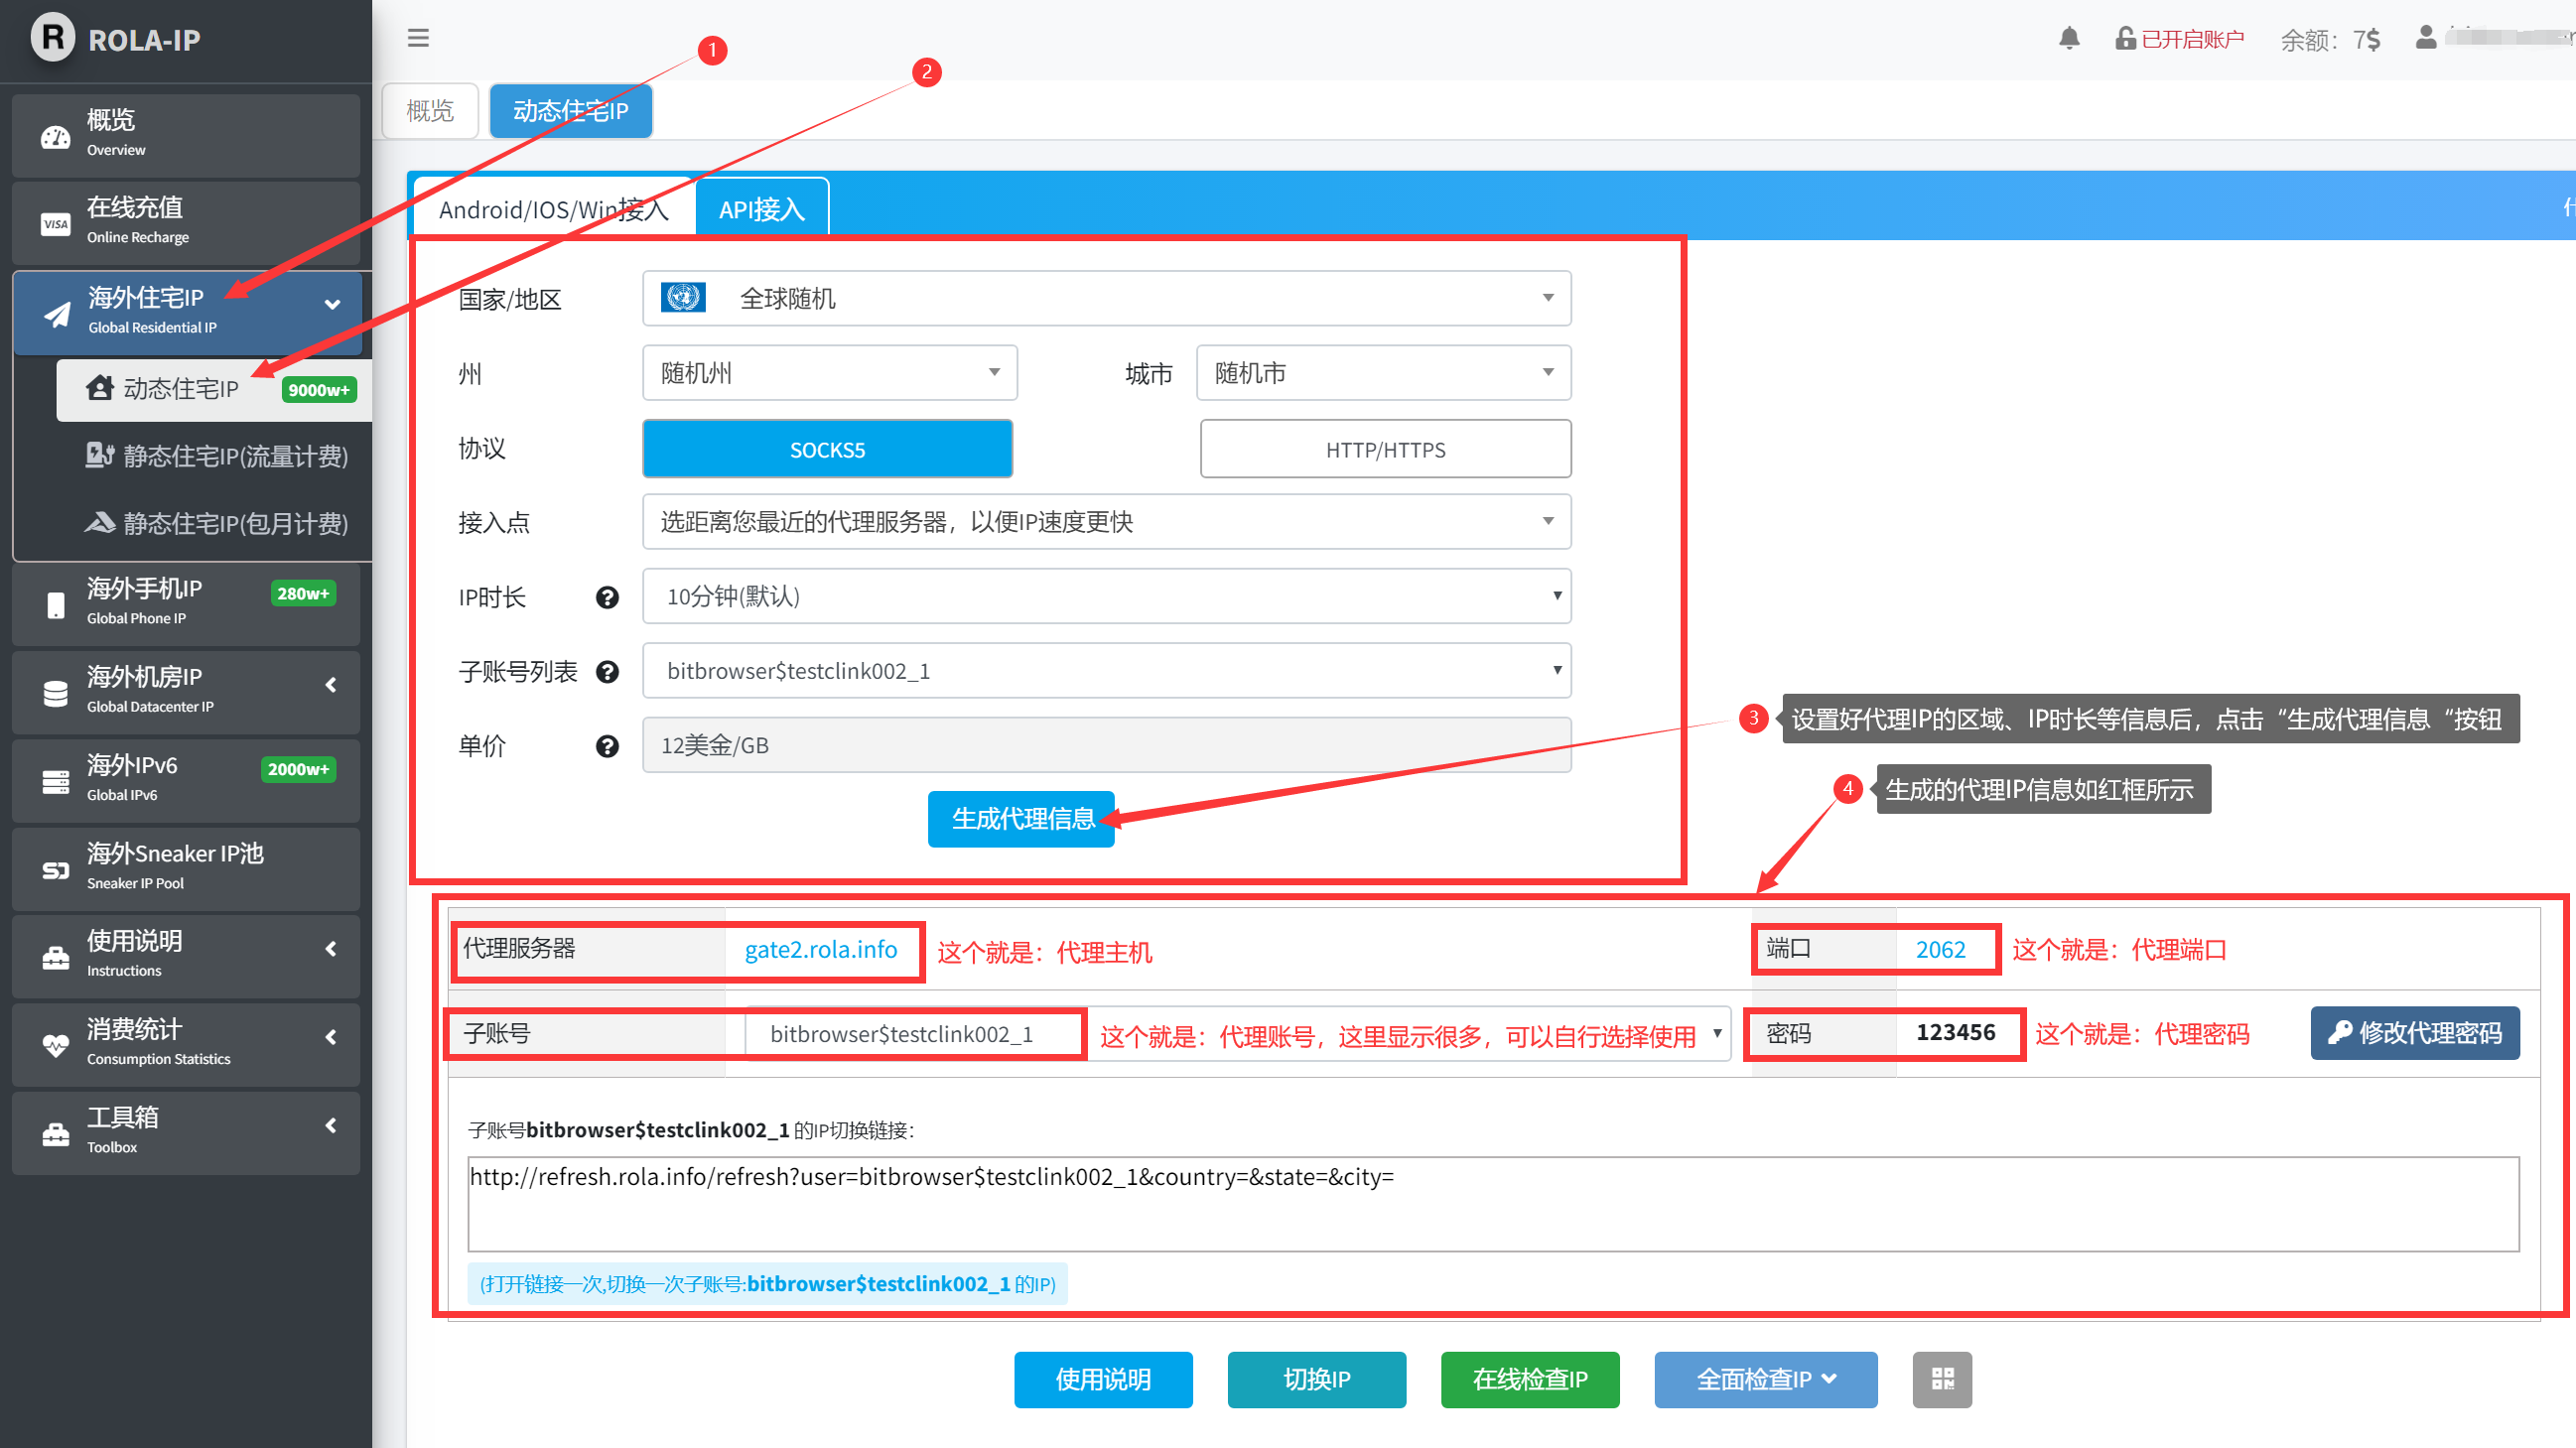 R ROLA-IP
已开启账户 余额：7$
概览
Overview
在线充值
VISA
Online Recharge
海外住宅IP
Global Residential IP
动态住宅IP 9000w+
静态住宅IP(流量计费)
静态住宅IP(包月计费)
海外手机IP 280w+
Global Phone IP
海外机房IP
Global Datacenter IP
海外IPv6 2000w+
Global IPv6
海外Sneaker IP池
Sneaker IP Pool
使用说明
Instructions
消费统计
Consumption Statistics
工具箱
Toolbox
1
2
概览 动态住宅IP
Android/IOS/Win接入 API接入
国家/地区 全球随机
州 随机州 城市 随机市
协议 SOCKS5 HTTP/HTTPS
接入点 选距离您最近的代理服务器，以便IP速度更快
IP时长 10分钟(默认)
子账号列表 bitbrowser$testclink002_1
单价 12美金/GB
生成代理信息
3 设置好代理IP的区域、IP时长等信息后，点击“生成代理信息“按钮
4 生成的代理IP信息如红框所示
代理服务器 gate2.rola.info 这个就是：代理主机 端口 2062 这个就是：代理端口
子账号 bitbrowser$testclink002_1 这个就是：代理账号，这里显示很多，可以自行选择使用 密码 123456 这个就是：代理密码 修改代理密码
子账号bitbrowser$testclink002_1 的IP切换链接：
http://refresh.rola.info/refresh?user=bitbrowser$testclink002_1&country=&state=&city=
(打开链接一次,切换一次子账号:bitbrowser$testclink002_1 的IP)
使用说明 切换IP 在线检查IP 全面检查IP